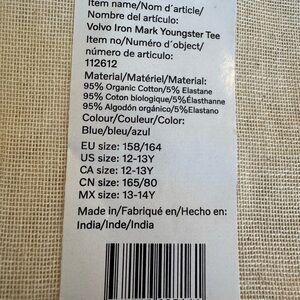 Item name/Nom d´article/
Nombre del artículo:
Volvo Iron Mark Youngster Tee
Item no/Numéro d´objet/
número de artículo:
112612
Material/Matériel/Material:
95% Organic Cotton/5% Elastane
95% Coton biologique/5% Élasthanne
95% Algodón orgánico/5% Elastano
Colour/Couleur/Color:
Blue/bleu/azul
EU size: 158/164
US size: 12-13Y
CA size: 12-13Y
CN size: 165/80
MX size: 13-14Y
Made in/Fabriqué en/Hecho en:
India/Inde/India